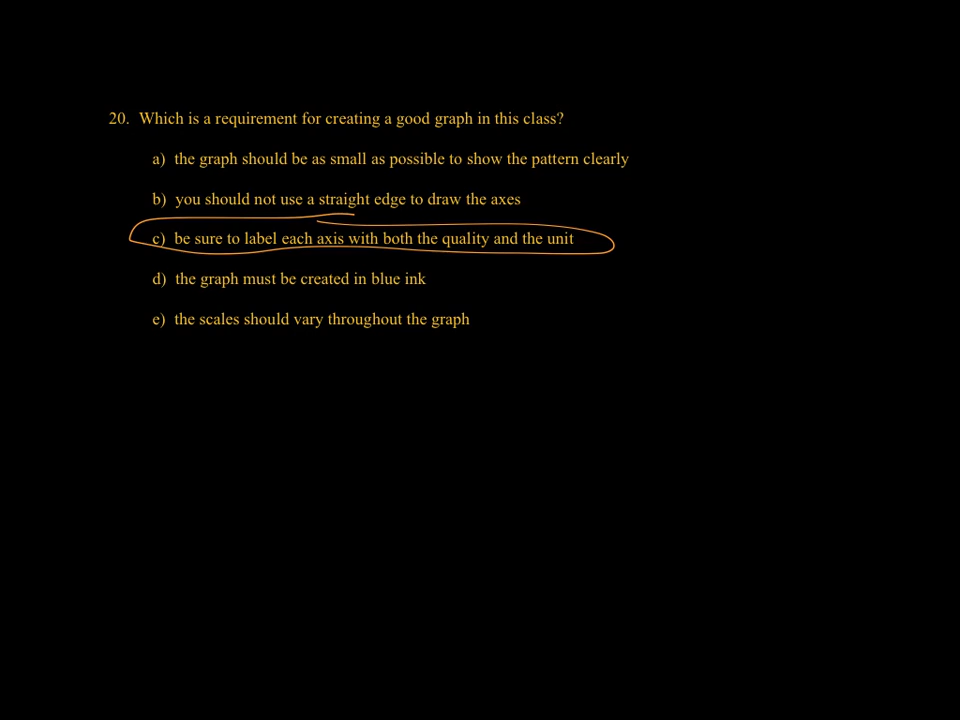 20. Which is a requirement for creating a good graph in this class?
a) the graph should be as small as possible to show the pattern clearly
b) you should not use a straight edge to draw the axes
c) be sure to label each axis with both the quality and the unit
d) the graph must be created in blue ink
e) the scales should vary throughout the graph